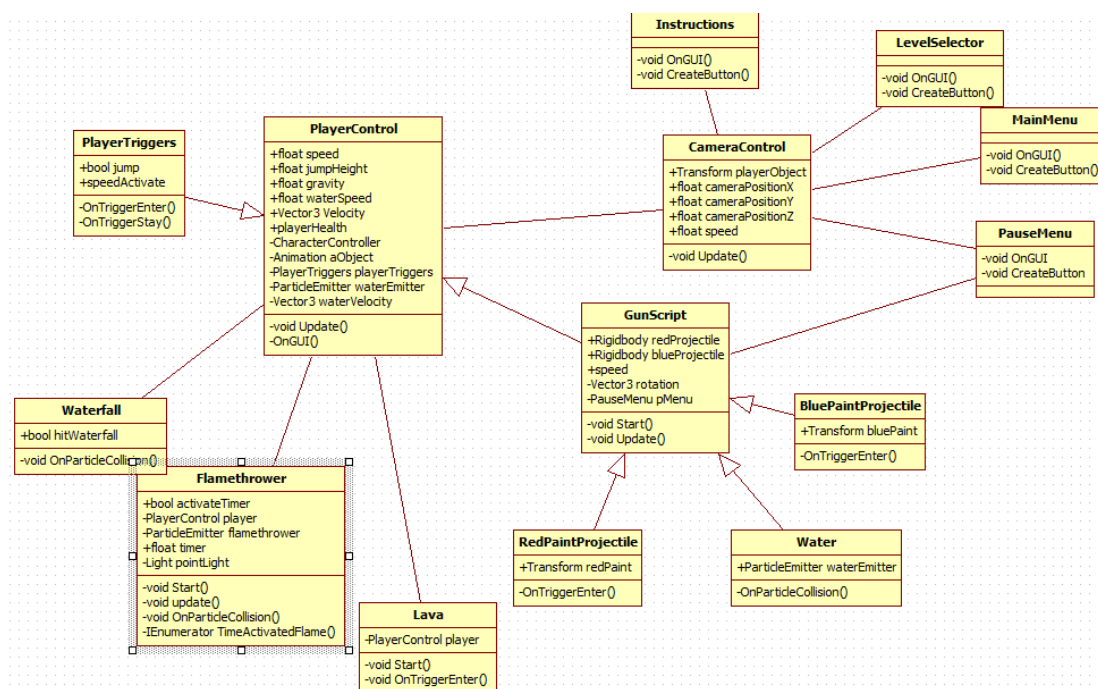 Instructions
-void OnGUI()
-void CreateButton()
LevelSelector
-void OnGUI()
-void CreateButton()
MainMenu
-void OnGUI()
-void CreateButton()
PlayerControl
+float speed
+float jumpHeight
+float gravity
+float waterSpeed
+Vector3 Velocity
+playerHealth
-CharacterController
-Animation aObject
-PlayerTriggers playerTriggers
-ParticleEmitter waterEmitter
-Vector3 waterVelocity
-void Update()
-OnGUI()
PlayerTriggers
+bool jump
+speedActivate
-OnTriggerEnter()
-OnTriggerStay()
CameraControl
+Transform playerObject
+float cameraPositionX
+float cameraPositionY
+float cameraPositionZ
+float speed
-void Update()
PauseMenu
-void OnGUI
-void CreateButton
GunScript
+Rigidbody redProjectile
+Rigidbody blueProjectile
+speed
-Vector3 rotation
-PauseMenu pMenu
-void Start()
-void Update()
BluePaintProjectile
+Transform bluePaint
-OnTriggerEnter()
Waterfall
+bool hitWaterfall
-void OnParticleCollision()
Flamethrower
+bool activateTimer
-PlayerControl player
-ParticleEmitter flamethrower
+float timer
-Light pointLight
-void Start()
-void update()
-void OnParticleCollision()
-IEnumerator TimeActivatedFlame()
RedPaintProjectile
+Transform redPaint
-OnTriggerEnter()
Water
+ParticleEmitter waterEmitter
-OnParticleCollision()
Lava
-PlayerControl player
-void Start()
-void OnTriggerEnter()